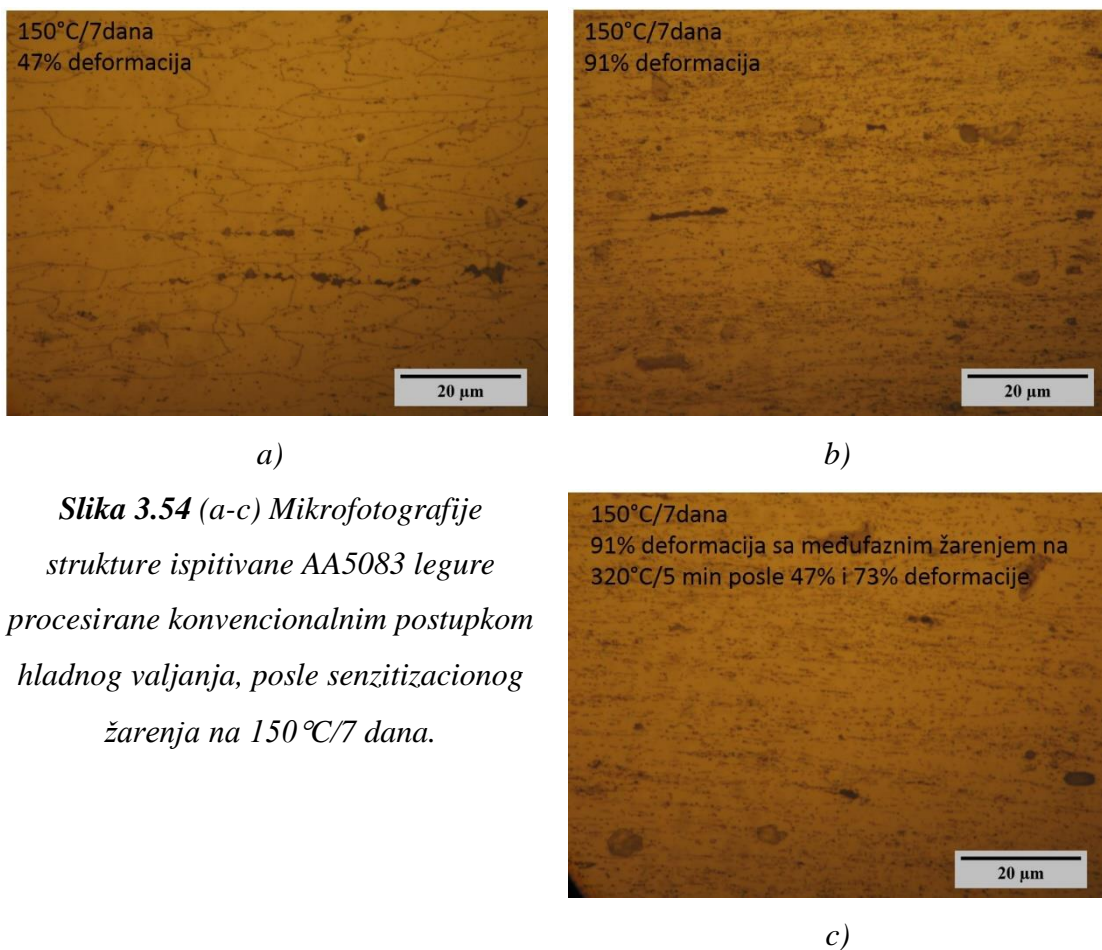 150°C/7dana
47% deformacija
20 µm
150°C/7dana
91% deformacija
20 µm
a)
b)
Slika 3.54 (a-c) Mikrofotografije
strukture ispitivane AA5083 legure
procesirane konvencionalnim postupkom
hladnog valjanja, posle senzitizacionog
žarenja na 150°C/7 dana.
150°C/7dana
91% deformacija sa međufaznim žarenjem na
320°C/5 min posle 47% i 73% deformacije
20 µm
c)